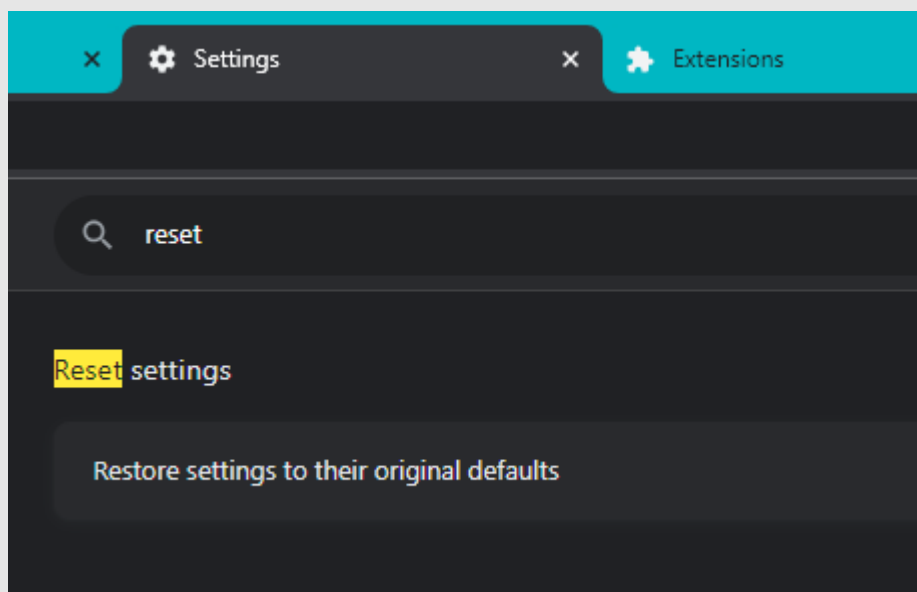 Settings
Extensions
reset
Reset settings
Restore settings to their original defaults